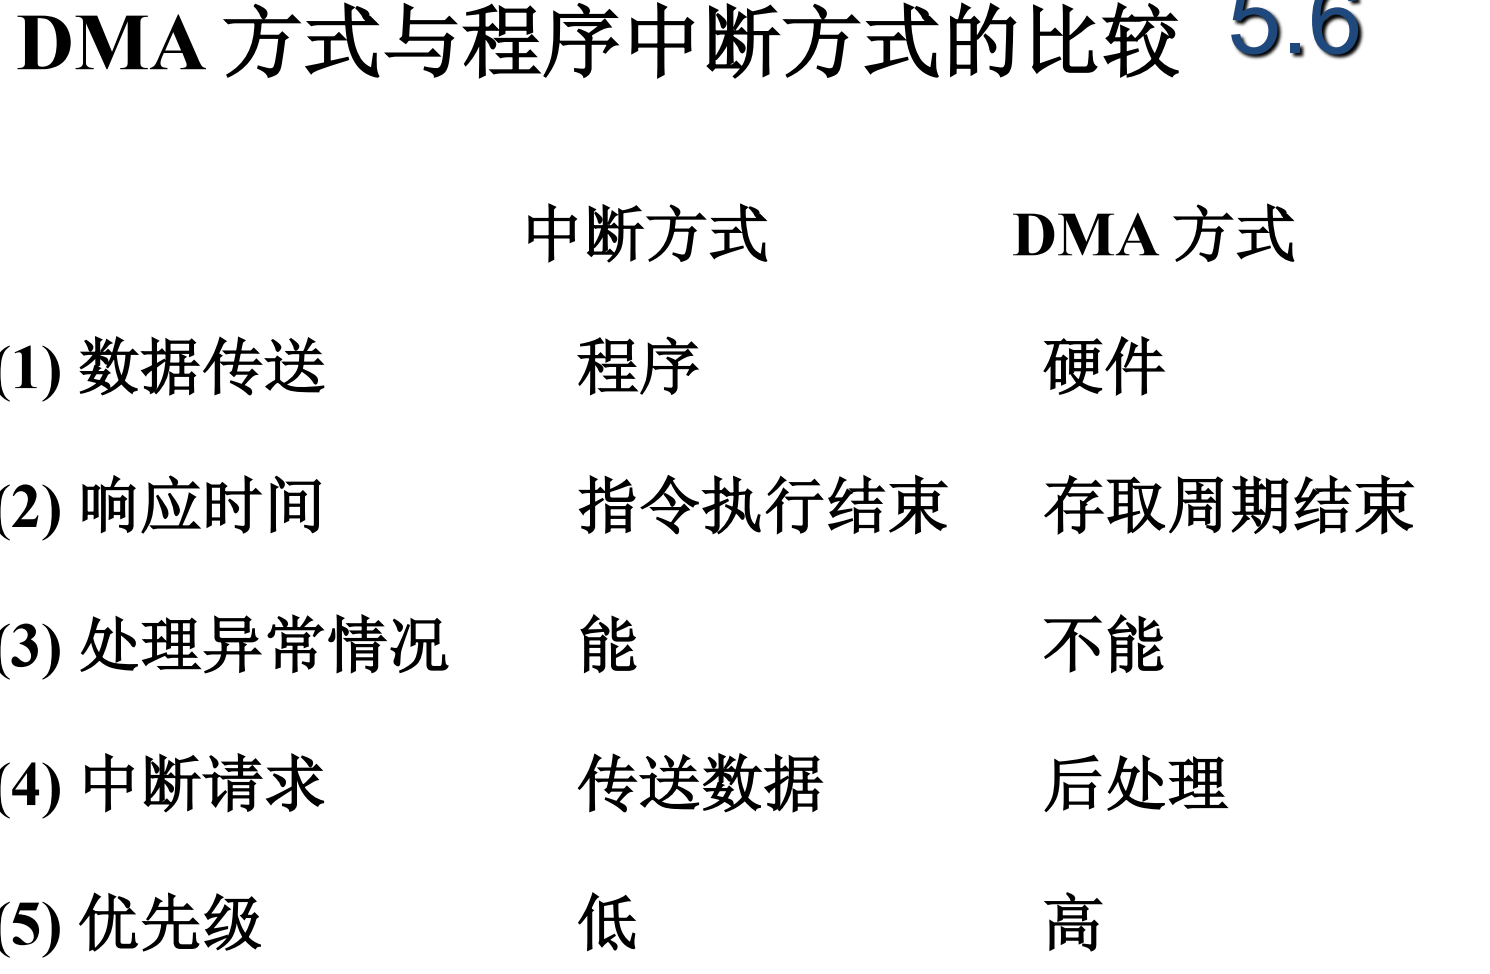 DMA 方式与程序中断方式的比较 5.6
中断方式 DMA 方式
(1) 数据传送 程序 硬件
(2) 响应时间 指令执行结束 存取周期结束
(3) 处理异常情况 能 不能
(4) 中断请求 传送数据 后处理
(5) 优先级 低 高